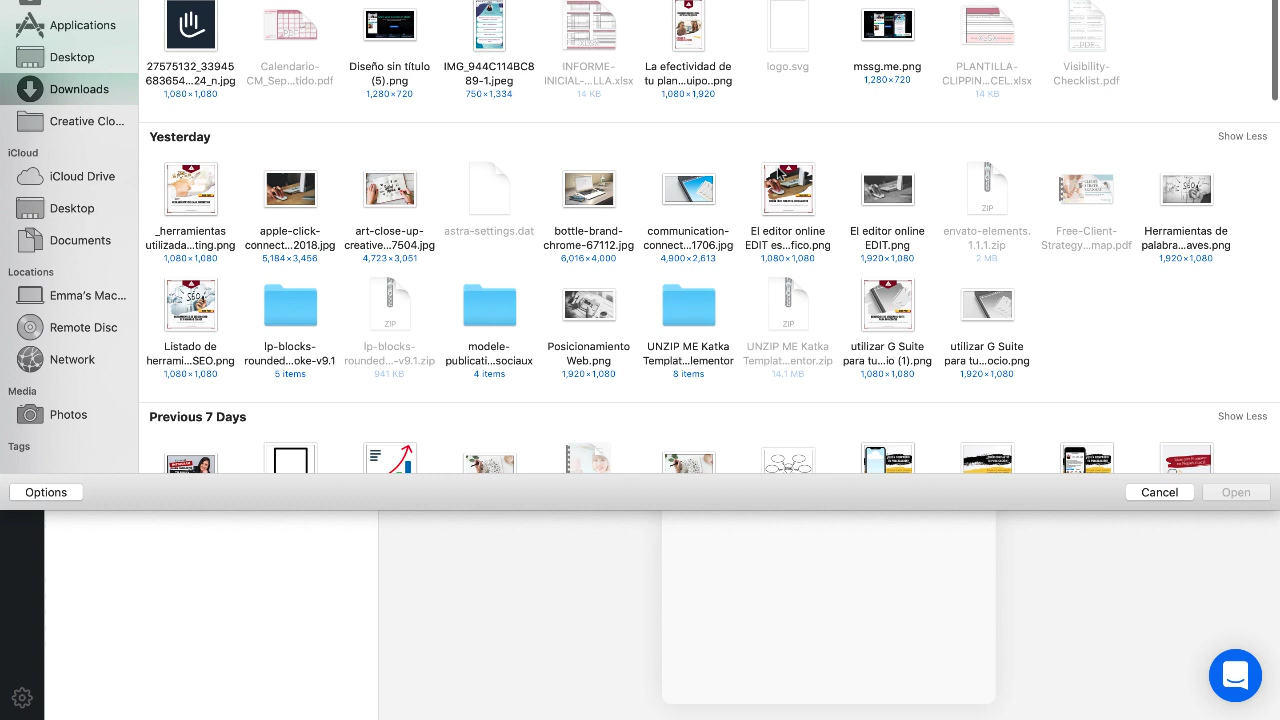 Applications
Desktop
Downloads
Creative Clo...
iCloud
Documents
Locations
Emma's Mac...
Remote Disc
Network
Media
Photos
Tags
27575132_33945
683654...24_n.jpg
1,080×1,080
Calendario-
CM_Sep...tido.pdf
Diseño sin título
(5).png
1,280×720
IMG_944C114BC8
B9-1.jpeg
750×1,334
XLSX
INFORME-
INICIAL-...LLA.xlsx
14 KB
La efectividad de
tu plan...uipo..png
1,080×1,920
logo.svg
mssg.me.png
1,280×720
XLSX
PLANTILLA-
CLIPPIN...CEL.xlsx
14 KB
PDF
Visibility-
Checklist.pdf
Yesterday
Show Less
_herramientas
utilizada...ting.png
1,080×1,080
apple-click-
connect...2018.jpg
5,184×3,456
art-close-up-
creative...7504.jpg
4,723×3,051
astra-settings.dat
bottle-brand-
chrome-67112.jpg
6,016×4,000
communication-
connect...1706.jpg
4,900×2,613
El editor online
EDIT es...fico.png
1,080×1,080
El editor online
EDIT.png
1,920×1,080
ZIP
envato-elements.
1.1.1.zip
2 MB
Free-Client-
Strategy...map.pdf
Herramientas de
palabra...aves.png
1,920×1,080
Listado de
herrami...SEO.png
1,080×1,080
lp-blocks-
rounded...oke-v9.1
5 items
ZIP
lp-blocks-
rounded...-v9.1.zip
941 KB
modele-
publicati...sociaux
4 items
Posicionamiento
Web.png
1,920×1,080
UNZIP ME Katka
Templat...lementor
8 items
ZIP
UNZIP ME Katka
Templat...entor.zip
14.1 MB
utilizar G Suite
para tu...io (1).png
1,080×1,080
utilizar G Suite
para tu...ocio.png
1,920×1,080
Previous 7 Days
Show Less
Options
Cancel
Open